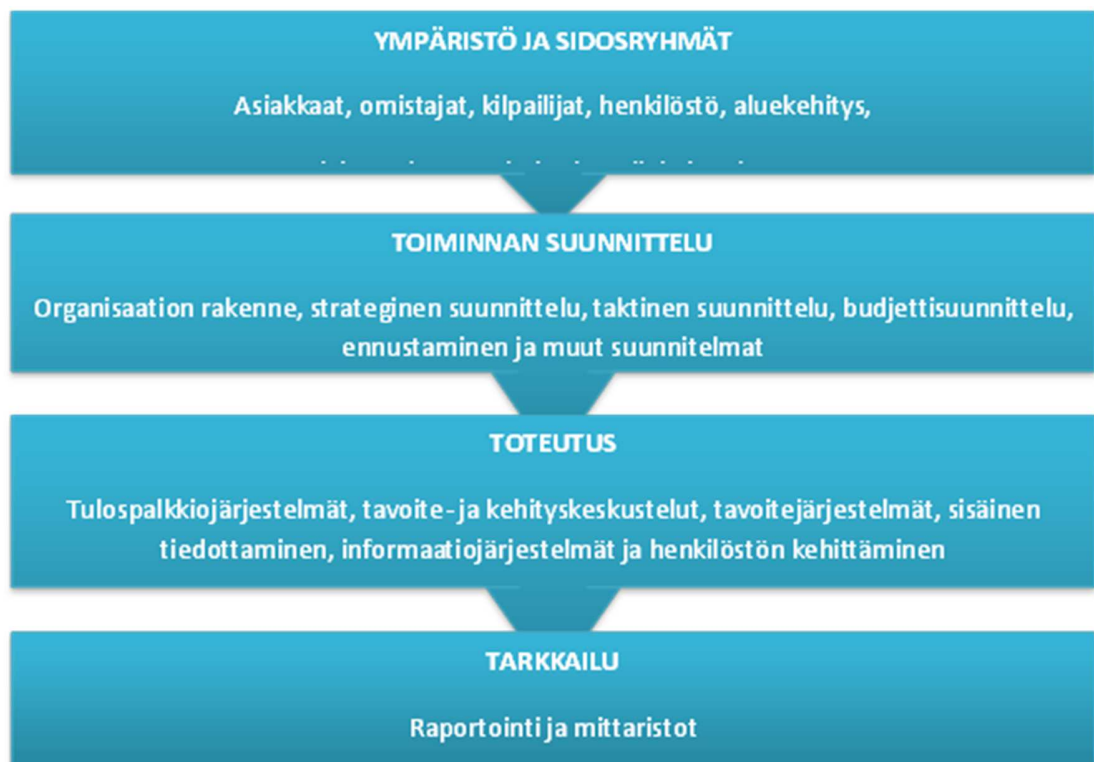 YMPÄRISTÖ JA SIDOSRYHMÄT
Asiakkaat, omistajat, kilpailijat, henkilöstö, aluekehitys,
TOIMINNAN SUUNNITTELU
Organisaation rakenne, strateginen suunnittelu, taktinen suunnittelu, budjettisuunnittelu,
ennustaminen ja muut suunnitelmat
TOTEUTUS
Tulospalkkiojärjestelmät, tavoite- ja kehityskeskustelut, tavoitejärjestelmät, sisäinen
tiedottaminen, informaatiojärjestelmät ja henkilöstön kehittäminen
TARKKAILU
Raportointi ja mittaristot